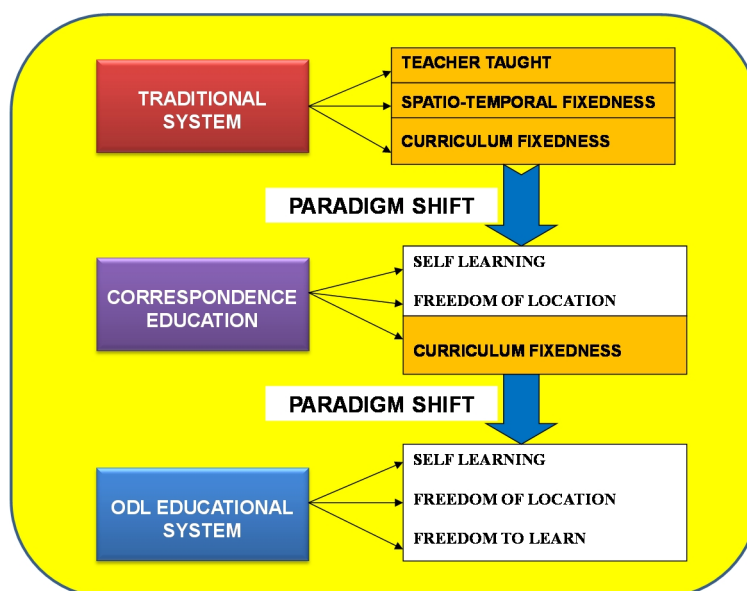 TRADITIONAL
SYSTEM
TEACHER TAUGHT
SPATIO-TEMPORAL FIXEDNESS
CURRICULUM FIXEDNESS
PARADIGM SHIFT
CORRESPONDENCE
EDUCATION
SELF LEARNING
FREEDOM OF LOCATION
CURRICULUM FIXEDNESS
PARADIGM SHIFT
ODL EDUCATIONAL
SYSTEM
SELF LEARNING
FREEDOM OF LOCATION
FREEDOM TO LEARN